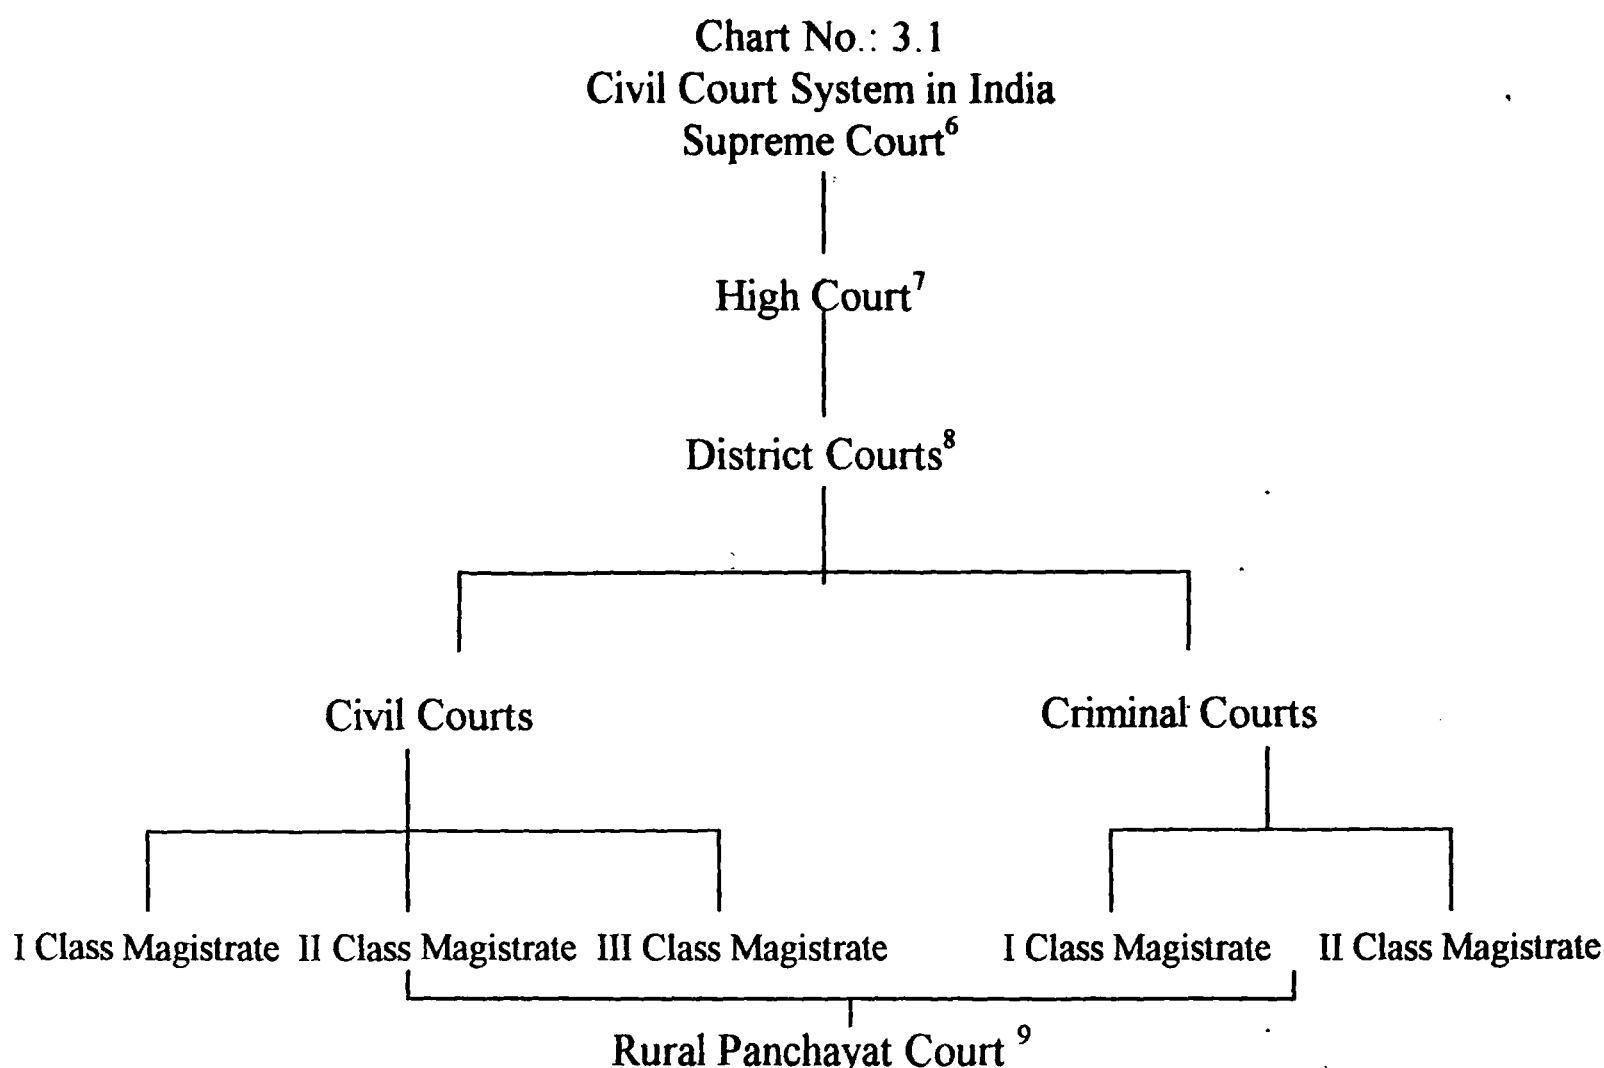 Chart No.: 3.1
Civil Court System in India
Supreme Court⁶
High Court⁷
District Courts⁸
Civil Courts Criminal Courts
I Class Magistrate II Class Magistrate III Class Magistrate I Class Magistrate II Class Magistrate
Rural Panchayat Court ⁹